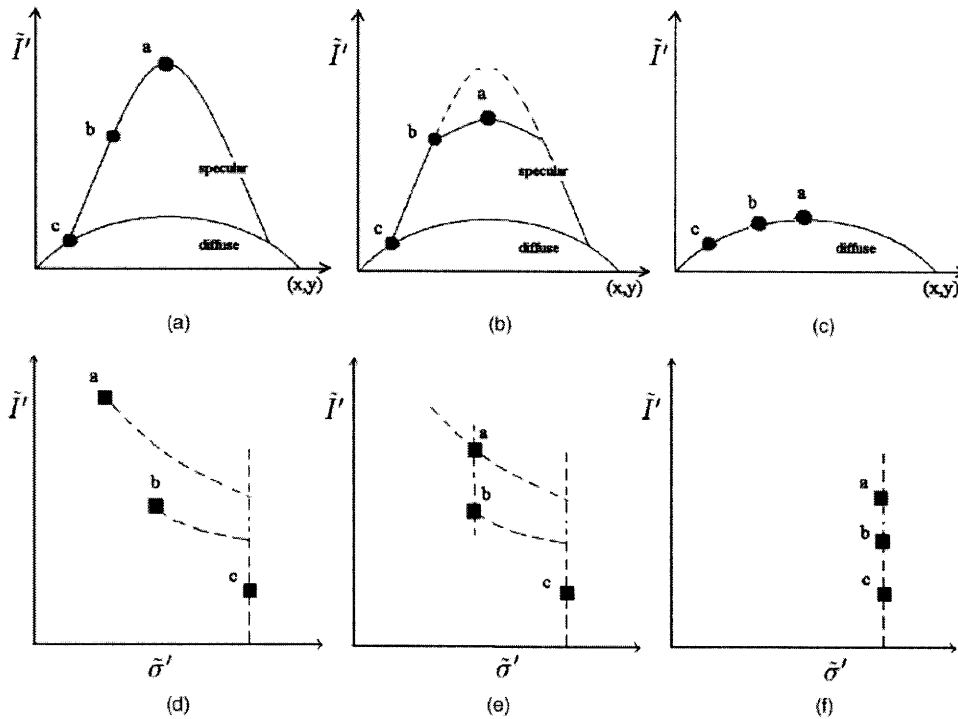 Ĩ'
a
b
c
specular
diffuse
(x,y)
(a)
Ĩ'
a
b
c
specular
diffuse
(x,y)
(b)
Ĩ'
a
b
c
diffuse
(x,y)
(c)
Ĩ'
a
b
c
σ̃'
(d)
Ĩ'
a
b
c
σ̃'
(e)
Ĩ'
a
b
c
σ̃'
(f)